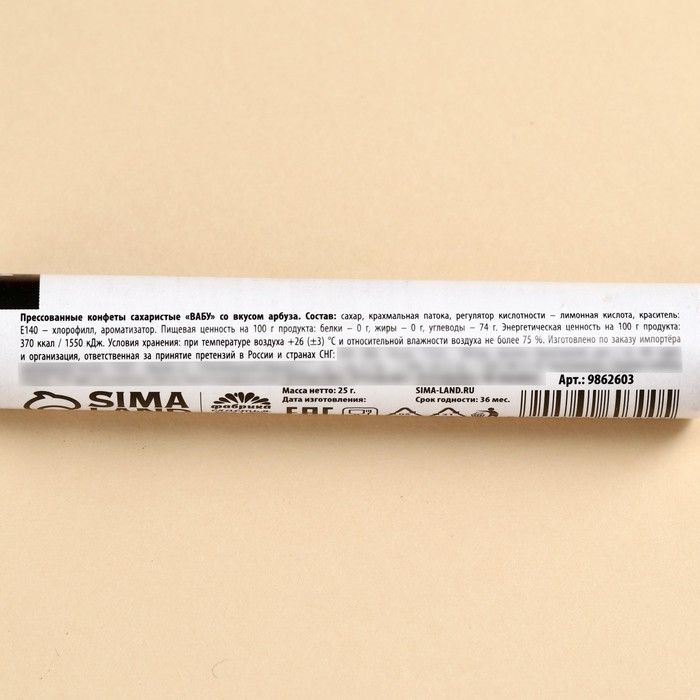 Прессованные конфеты сахаристые «ВАБУ» со вкусом арбуза. Состав: сахар, крахмальная патока, регулятор кислотности – лимонная кислота, краситель:
Е140 – хлорофилл, ароматизатор. Пищевая ценность на 100 г продукта: белки – 0 г, жиры – 0 г, углеводы – 74 г. Энергетическая ценность на 100 г продукта:
370 ккал / 1550 кДж. Условия хранения: при температуре воздуха +26 (±3) °C и относительной влажности воздуха не более 75 %. Изготовлено по заказу импортёра
и организация, ответственная за принятие претензий в России и странах СНГ:
Арт.: 9862603
SIMA
LAND
фабрика
счастья
Масса нетто: 25 г.
Дата изготовления:
SIMA-LAND.RU
Срок годности: 36 мес.
EAC